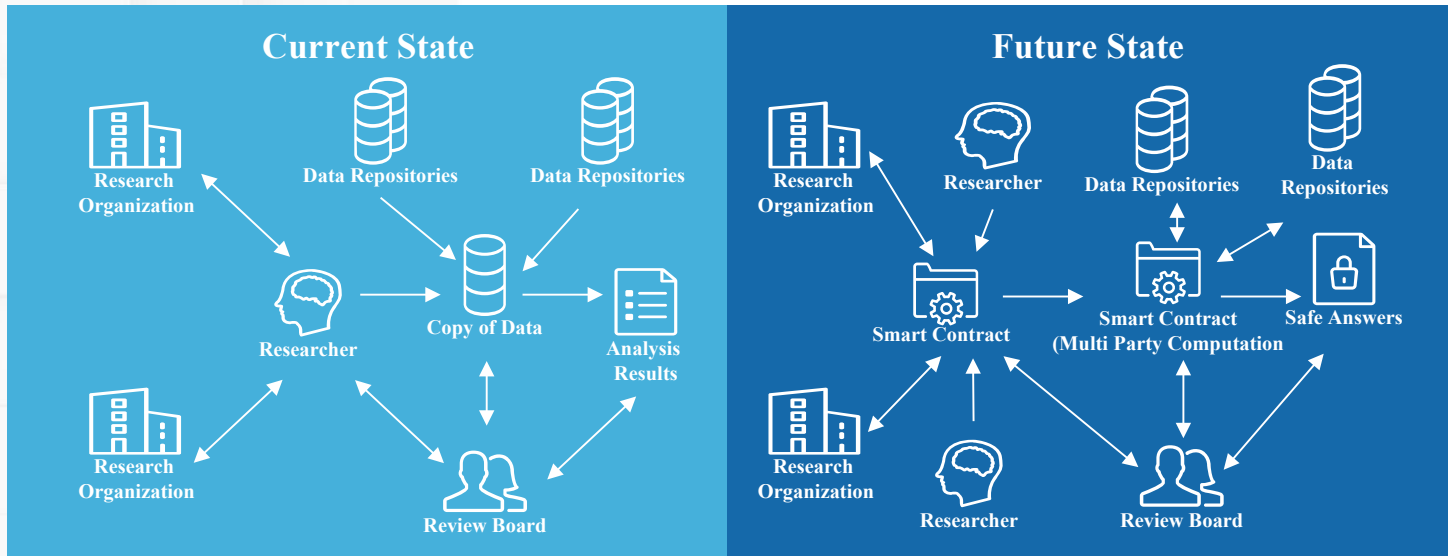 Current State
Research
Organization
Data Repositories
Data Repositories
Researcher
Copy of Data
Analysis
Results
Research
Organization
Review Board
Future State
Research
Organization
Researcher
Data Repositories
Data
Repositories
Smart Contract
Smart Contract
(Multi Party Computation
Safe Answers
Research
Organization
Researcher
Review Board